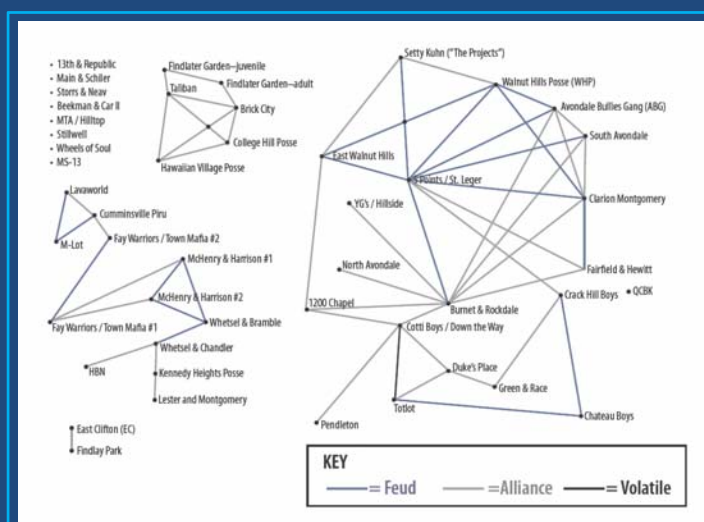 13th & Republic
Main & Schiler
Storrs & Neav
Beekman & Car II
MTA / Hilltop
Stillwell
Wheels of Soul
MS-13
Findlater Garden–juvenile
Findlater Garden–adult
Taliban
Brick City
College Hill Posse
Hawaiian Village Posse
Setty Kuhn ("The Projects")
Walnut Hills Posse (WHP)
Avondale Bullies Gang (ABG)
South Avondale
East Walnut Hills
5 Points / St. Leger
Clarion Montgomery
YG's / Hillside
North Avondale
Fairfield & Hewitt
Crack Hill Boys
QCBK
1200 Chapel
Burnet & Rockdale
Cotti Boys / Down the Way
Duke's Place
Green & Race
Totlot
Chateau Boys
Pendleton
Lavaworld
Cumminsville Piru
M-Lot
Fay Warriors / Town Mafia #2
McHenry & Harrison #1
McHenry & Harrison #2
Fay Warriors / Town Mafia #1
Whetsel & Bramble
Whetsel & Chandler
HBN
Kennedy Heights Posse
Lester and Montgomery
East Clifton (EC)
Findlay Park
KEY
= Feud =Alliance = Volatile